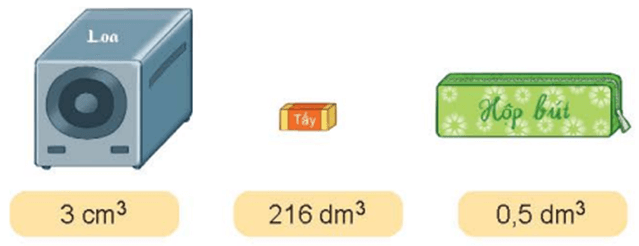 Loa
Tẩy
Hộp bút
3 cm³
216 dm³
0,5 dm³